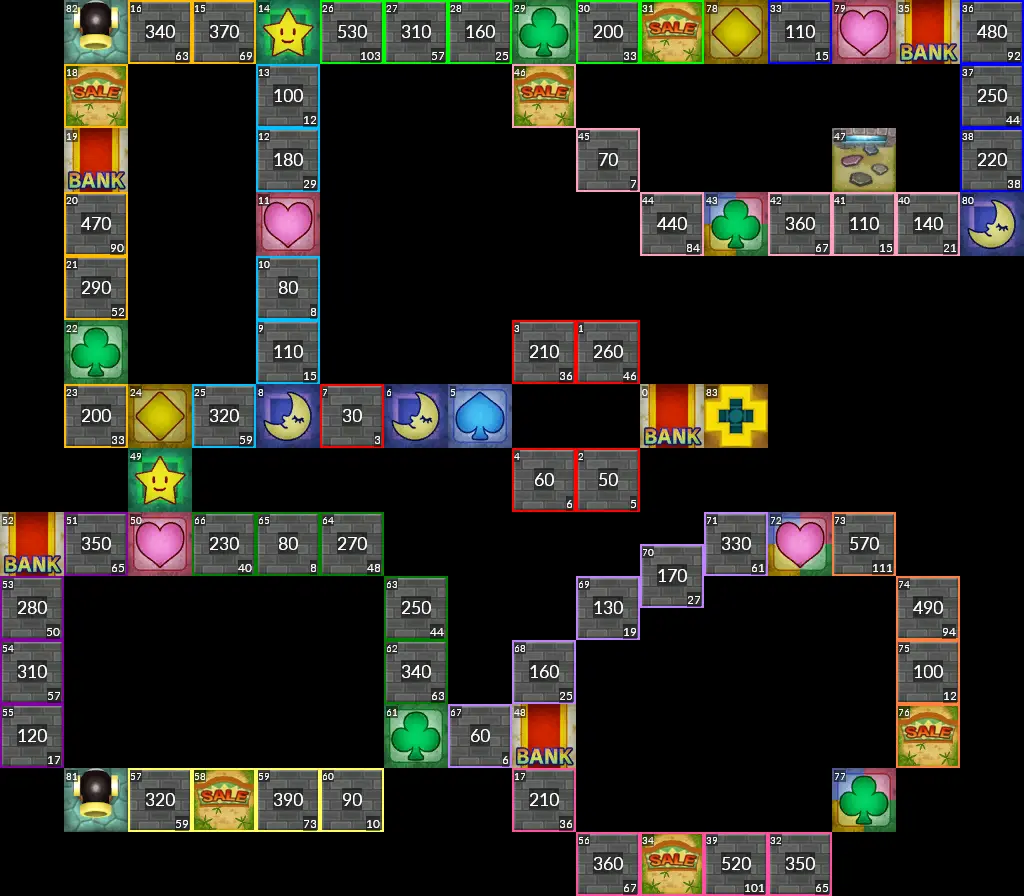 82 16 340 63 15 370 69 14 26 530 103 27 310 57 28 160 25 29 30 200 33 31 SALE 78 33 110 15 79 35 BANK 36 480 92
18 SALE 13 100 12 46 SALE 37 250 44
19 BANK 12 180 29 45 70 7 47 38 220 38
20 470 90 11 44 440 84 43 42 360 67 41 110 15 40 140 21 80
21 290 52 10 80 8
22 9 110 15 3 210 36 1 260 46
23 200 33 24 25 320 59 8 7 30 3 6 5 0 BANK 83
49 4 60 6 2 50 5
52 BANK 51 350 65 50 66 230 40 65 80 8 64 270 48 71 330 61 72 73 570 111
70 170 27
53 280 50 63 250 44 69 130 19 74 490 94
54 310 57 62 340 63 68 160 25 75 100 12
55 120 17 61 67 60 6 48 BANK 76 SALE
81 57 320 59 58 SALE 59 390 73 60 90 10 17 210 36 77
56 360 67 34 SALE 39 520 101 32 350 65